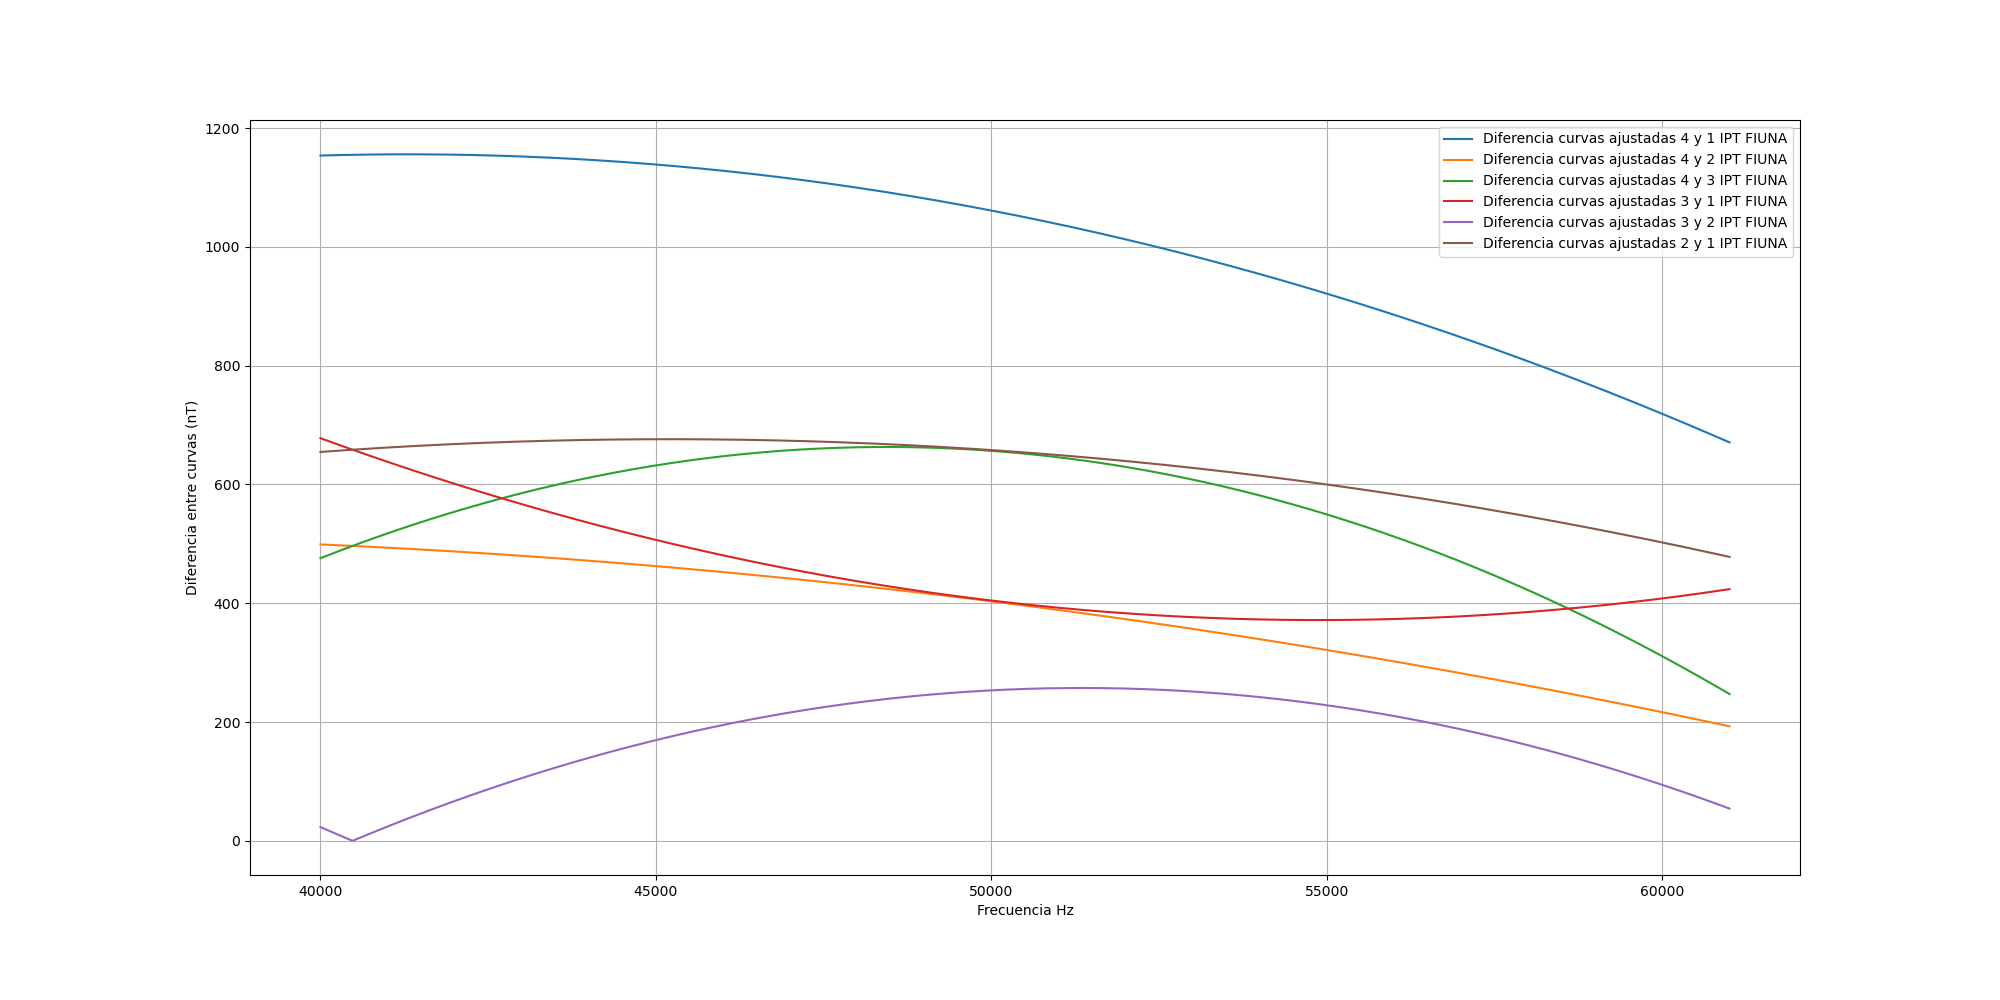 1200
1000
800
600
400
200
0
Diferencia entre curvas (nT)
Diferencia curvas ajustadas 4 y 1 IPT FIUNA
Diferencia curvas ajustadas 4 y 2 IPT FIUNA
Diferencia curvas ajustadas 4 y 3 IPT FIUNA
Diferencia curvas ajustadas 3 y 1 IPT FIUNA
Diferencia curvas ajustadas 3 y 2 IPT FIUNA
Diferencia curvas ajustadas 2 y 1 IPT FIUNA
40000 45000 50000 55000 60000
Frecuencia Hz